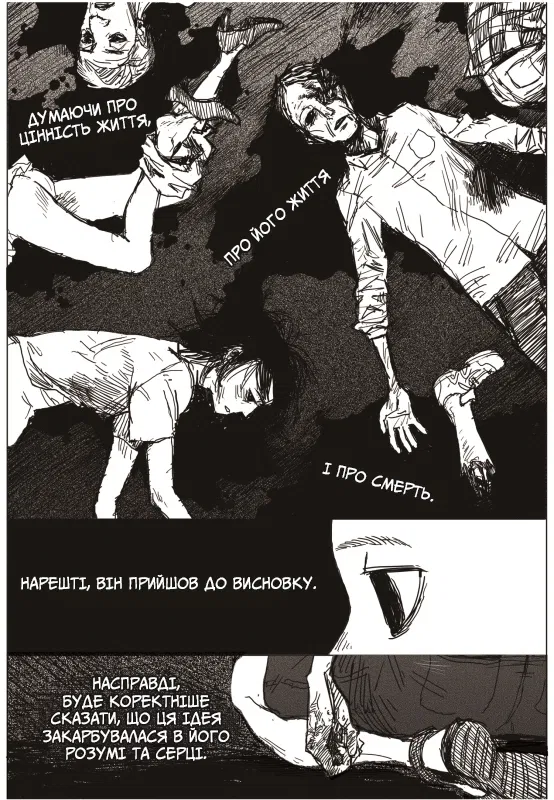 ДУМАЮЧИ ПРО
ЦІННІСТЬ ЖИТТЯ,
ПРО ЙОГО ЖИТТЯ
І ПРО СМЕРТЬ.
НАРЕШТІ, ВІН ПРИЙШОВ ДО ВИСНОВКУ.
НАСПРАВДІ,
БУДЕ КОРЕКТНІШЕ
СКАЗАТИ, ЩО ЦЯ ІДЕЯ
ЗАКАРБУВАЛАСЯ В ЙОГО
РОЗУМІ ТА СЕРЦІ.